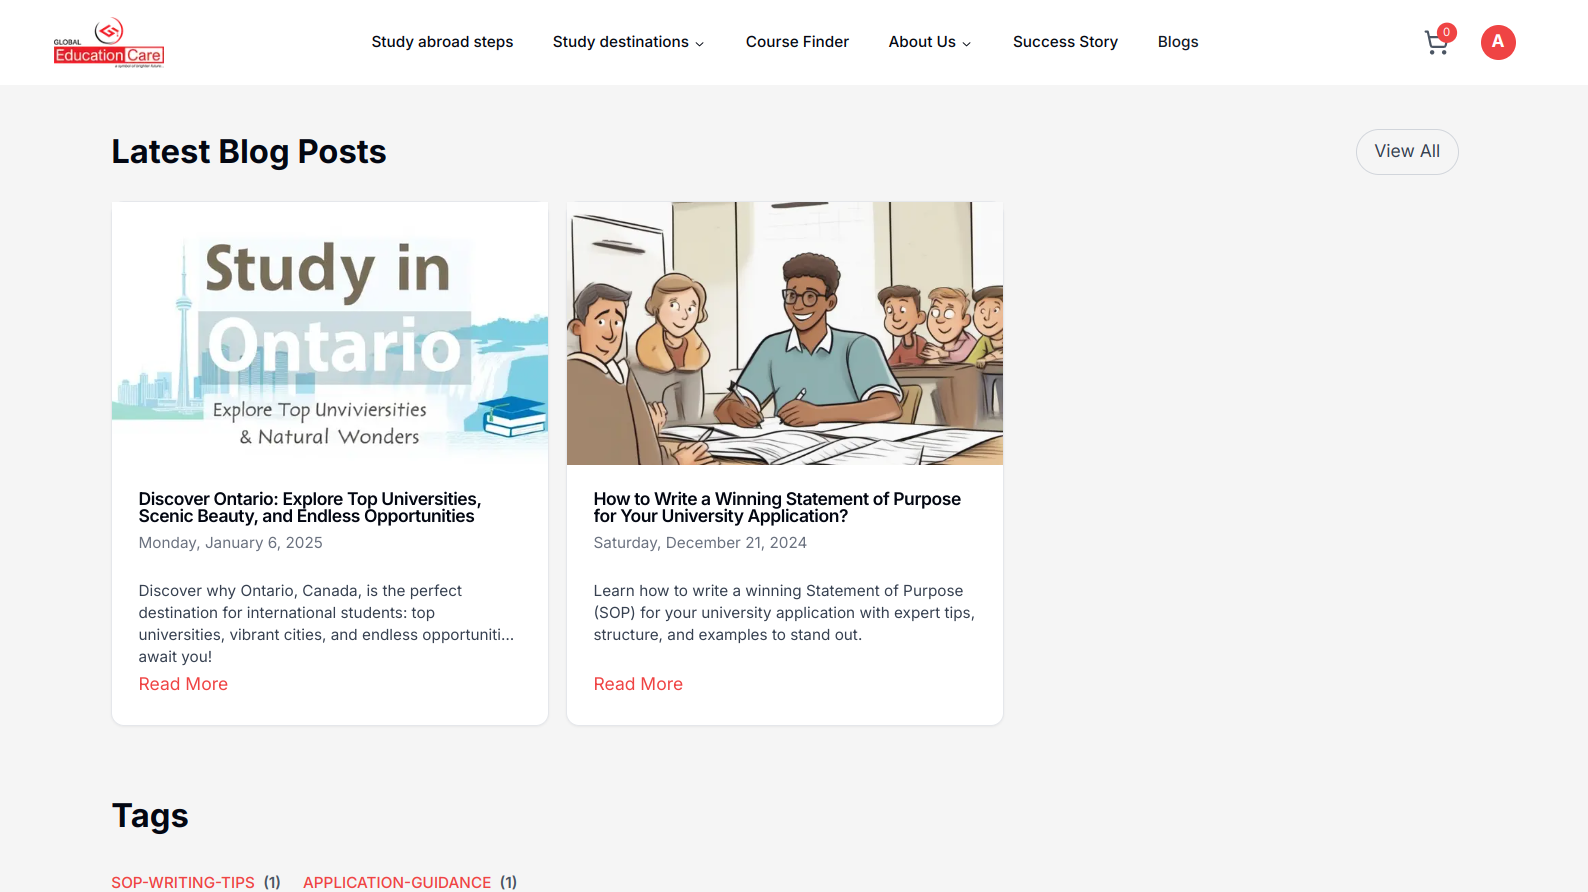 GLOBAL
Education Care
a symbol of brighter future..
Study abroad steps
Study destinations
Course Finder
About Us
Success Story
Blogs
0
A
Latest Blog Posts
View All
Study in
Ontario
Explore Top Unviviersities
& Natural Wonders
Discover Ontario: Explore Top Universities,
Scenic Beauty, and Endless Opportunities
Monday, January 6, 2025
Discover why Ontario, Canada, is the perfect
destination for international students: top
universities, vibrant cities, and endless opportuniti...
await you!
Read More
How to Write a Winning Statement of Purpose
for Your University Application?
Saturday, December 21, 2024
Learn how to write a winning Statement of Purpose
(SOP) for your university application with expert tips,
structure, and examples to stand out.
Read More
Tags
SOP-WRITING-TIPS (1)
APPLICATION-GUIDANCE (1)